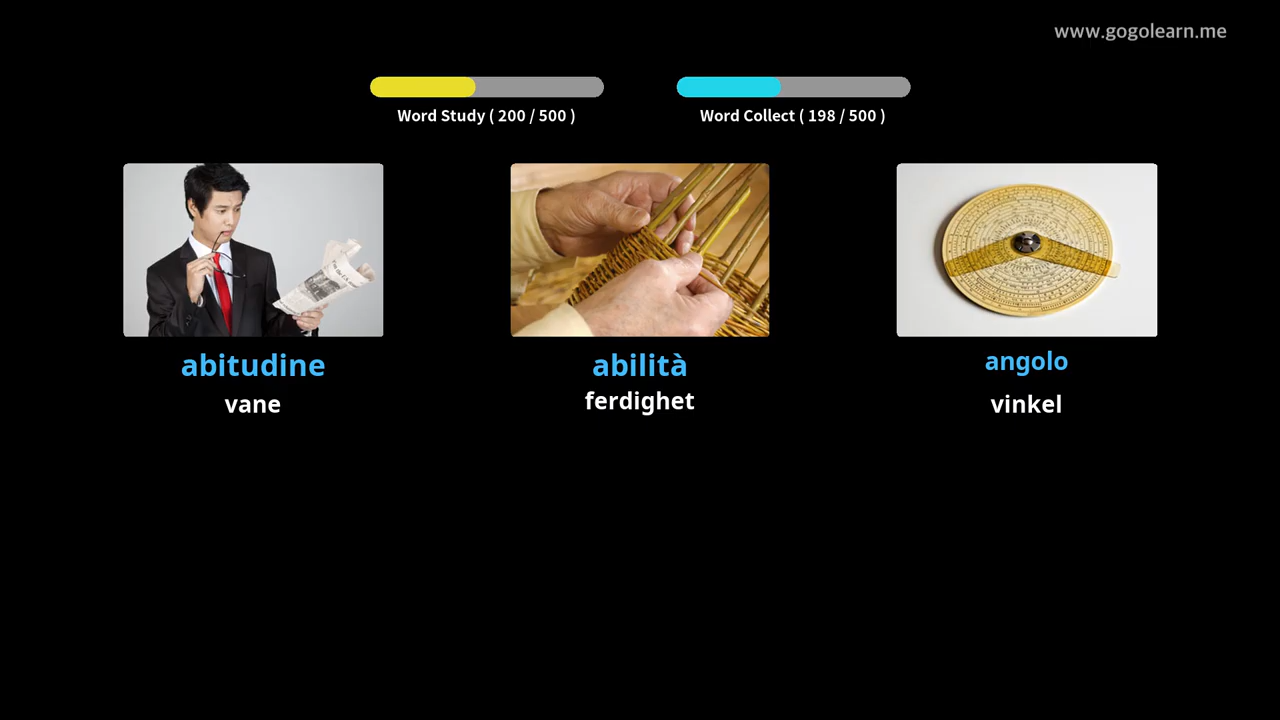 www.gogolearn.me
Word Study ( 200 / 500 )
Word Collect ( 198 / 500 )
abitudine
abilità
angolo
vane
ferdighet
vinkel